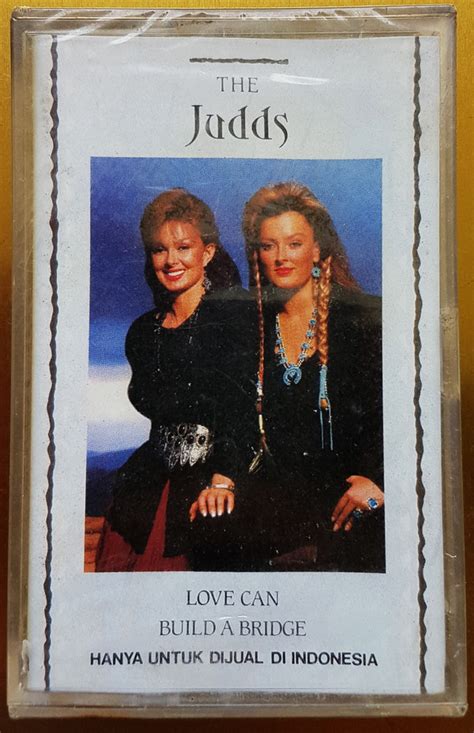 THE
Judds
LOVE CAN
BUILD A BRIDGE
HANYA UNTUK DIJUAL DI INDONESIA